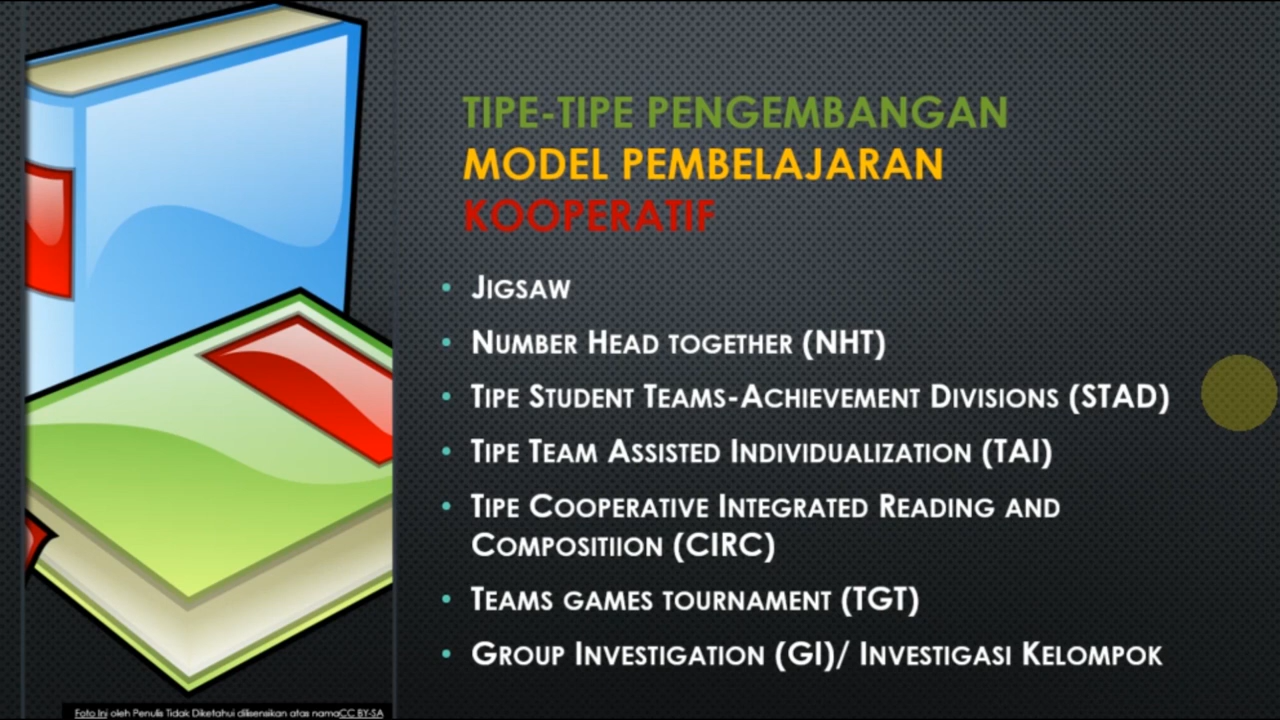 TIPE-TIPE PENGEMBANGAN
MODEL PEMBELAJARAN
KOOPERATIF
• JIGSAW
• NUMBER HEAD TOGETHER (NHT)
• TIPE STUDENT TEAMS-ACHIEVEMENT DIVISIONS (STAD)
• TIPE TEAM ASSISTED INDIVIDUALIZATION (TAI)
• TIPE COOPERATIVE INTEGRATED READING AND
COMPOSITIION (CIRC)
• TEAMS GAMES TOURNAMENT (TGT)
• GROUP INVESTIGATION (GI)/ INVESTIGASI KELOMPOK
Foto Ini oleh Penulis Tidak Diketahui dilisensikan atas namaCC BY-SA